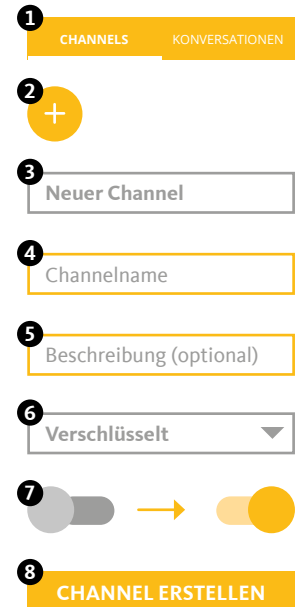 1
CHANNELS KONVERSATIONEN
2
+
3
Neuer Channel
4
Channelname
5
Beschreibung (optional)
6
Verschlüsselt
7
8
CHANNEL ERSTELLEN